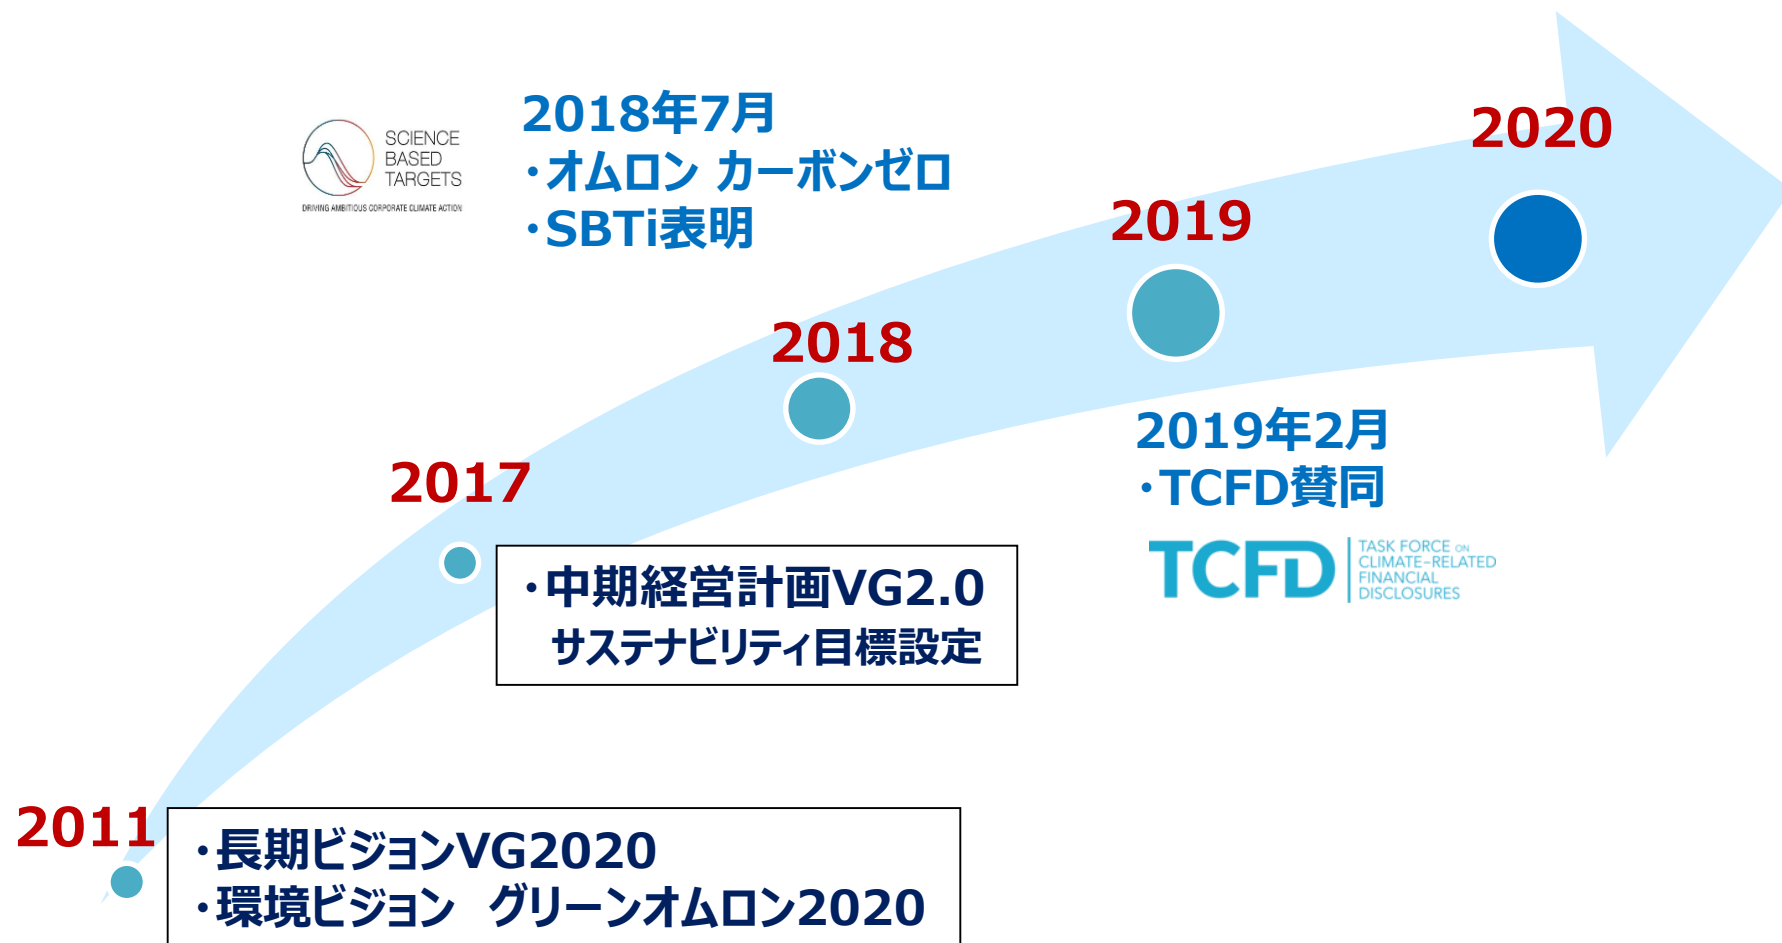 SCIENCE
BASED
TARGETS
DRIVING AMBITIOUS CORPORATE CLIMATE ACTION
2018年7月
・オムロン カーボンゼロ
・SBTi表明
2020
2019
2018
2017
2019年2月
・TCFD賛同
TCFD
TASK FORCE ON
CLIMATE-RELATED
FINANCIAL
DISCLOSURES
・中期経営計画VG2.0
サステナビリティ目標設定
2011
・長期ビジョンVG2020
・環境ビジョン　グリーンオムロン2020